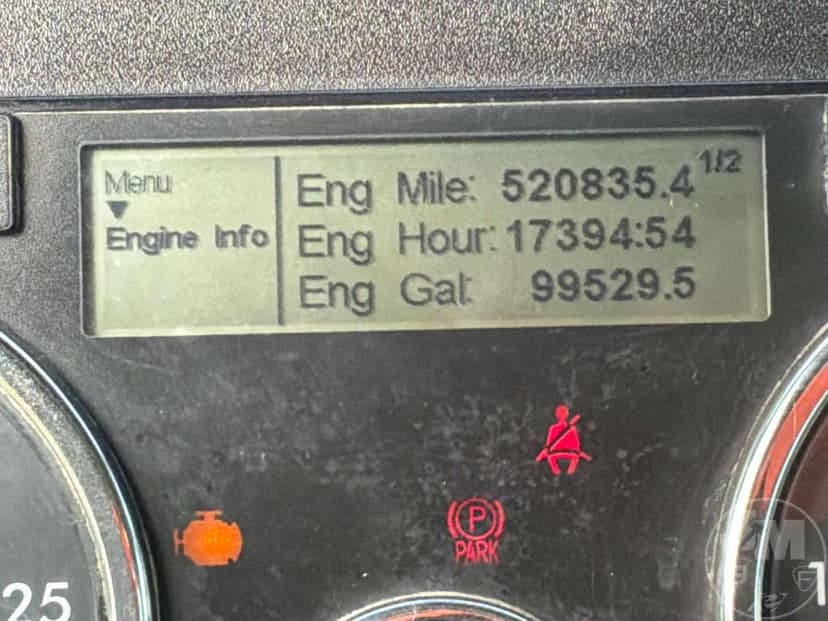 Menu
Engine Info
1/2
Eng Mile: 520835.4
Eng Hour: 17394:54
Eng Gal: 99529.5
P
PARK
25
1